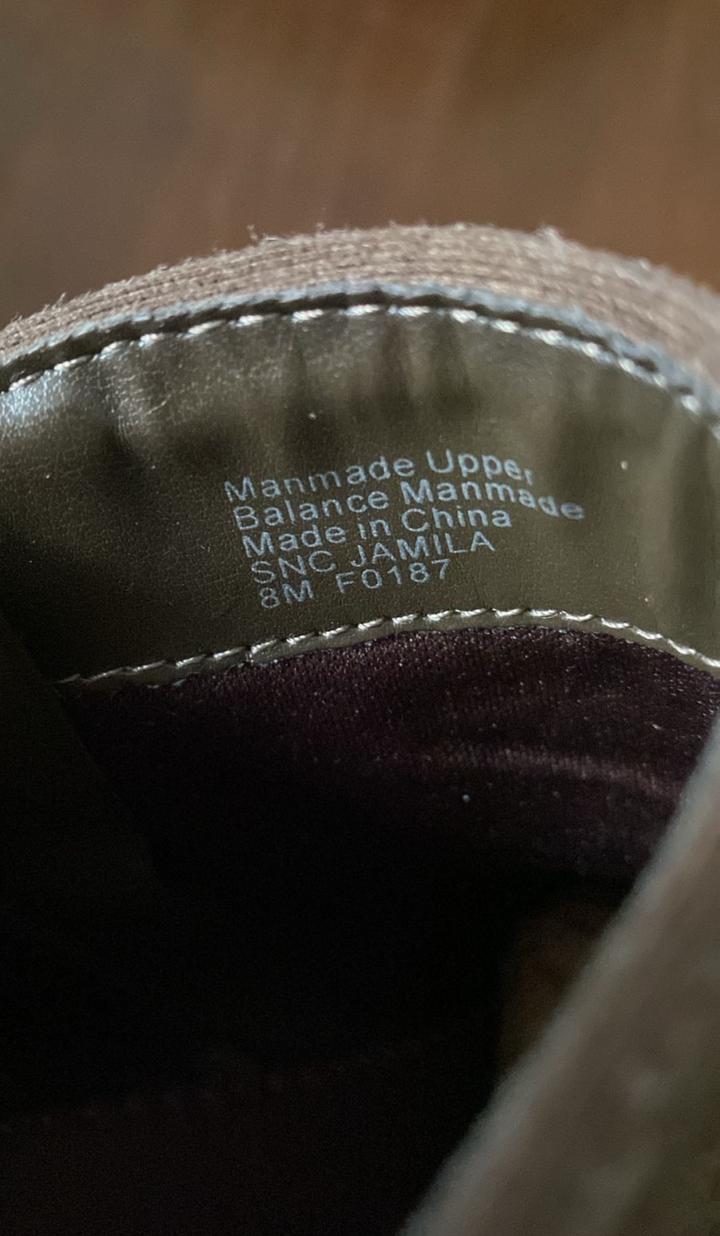 Manmade Upper
Balance Manmade
Made in China
SNC JAMILA
8M F0187